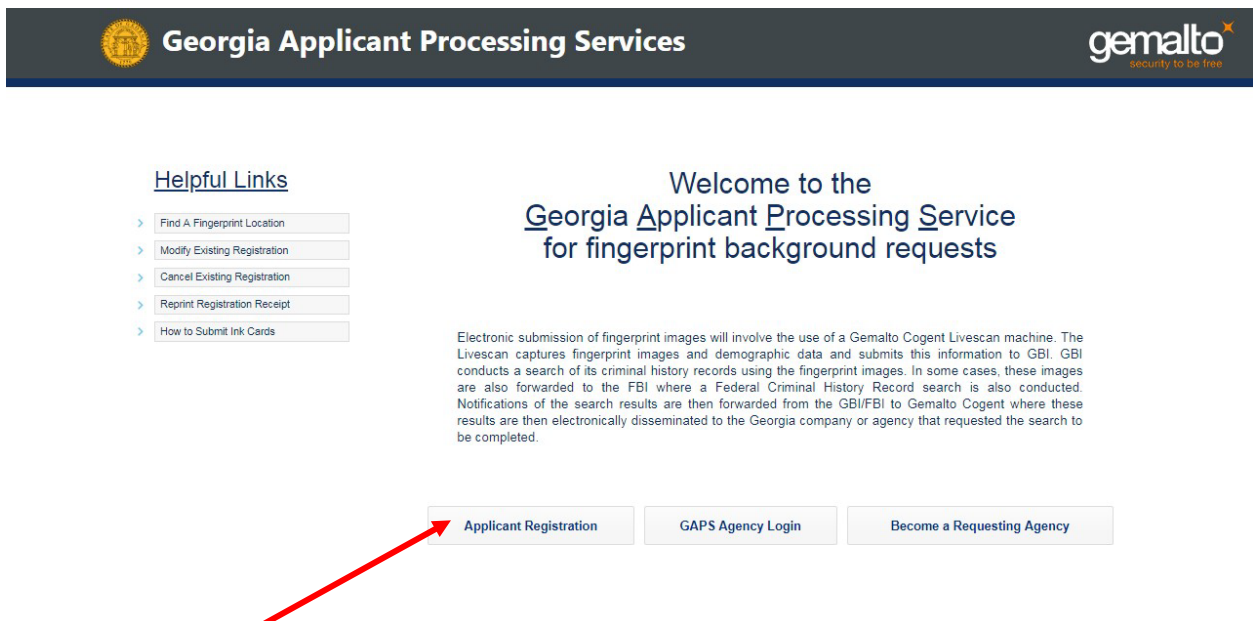 Georgia Applicant Processing Services
gemalto
security to be free
Helpful Links
Find A Fingerprint Location
Modify Existing Registration
Cancel Existing Registration
Reprint Registration Receipt
How to Submit Ink Cards
Welcome to the
Georgia Applicant Processing Service
for fingerprint background requests
Electronic submission of fingerprint images will involve the use of a Gemalto Cogent Livescan machine. The
Livescan captures fingerprint images and demographic data and submits this information to GBI. GBI
conducts a search of its criminal history records using the fingerprint images. In some cases, these images
are also forwarded to the FBI where a Federal Criminal History Record search is also conducted.
Notifications of the search results are then forwarded from the GBI/FBI to Gemalto Cogent where these
results are then electronically disseminated to the Georgia company or agency that requested the search to
be completed.
Applicant Registration
GAPS Agency Login
Become a Requesting Agency